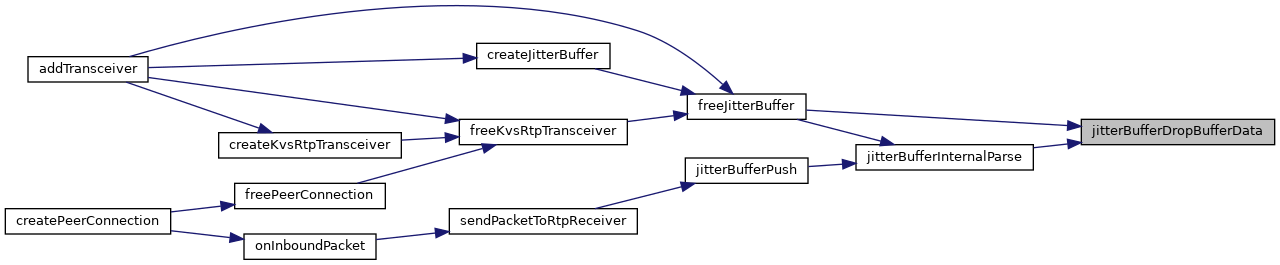 addTransceiver
createJitterBuffer
freeJitterBuffer
freeKvsRtpTransceiver
jitterBufferDropBufferData
createKvsRtpTransceiver
jitterBufferInternalParse
jitterBufferPush
freePeerConnection
createPeerConnection
sendPacketToRtpReceiver
onInboundPacket